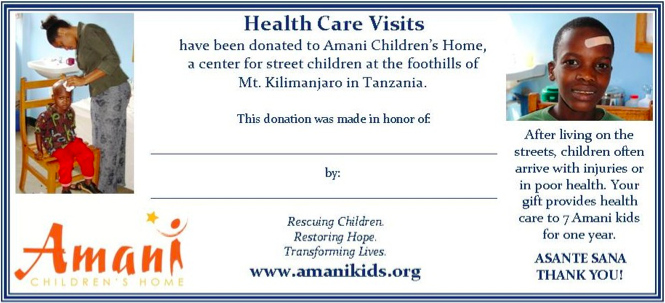 Health Care Visits
have been donated to Amani Children's Home,
a center for street children at the foothills of
Mt. Kilimanjaro in Tanzania.
This donation was made in honor of:
by:
Rescuing Children.
Restoring Hope.
Transforming Lives.
www.amanikids.org
Amani
CHILDREN'S HOME
After living on the
streets, children often
arrive with injuries or
in poor health. Your
gift provides health
care to 7 Amani kids
for one year.
ASANTE SANA
THANK YOU!